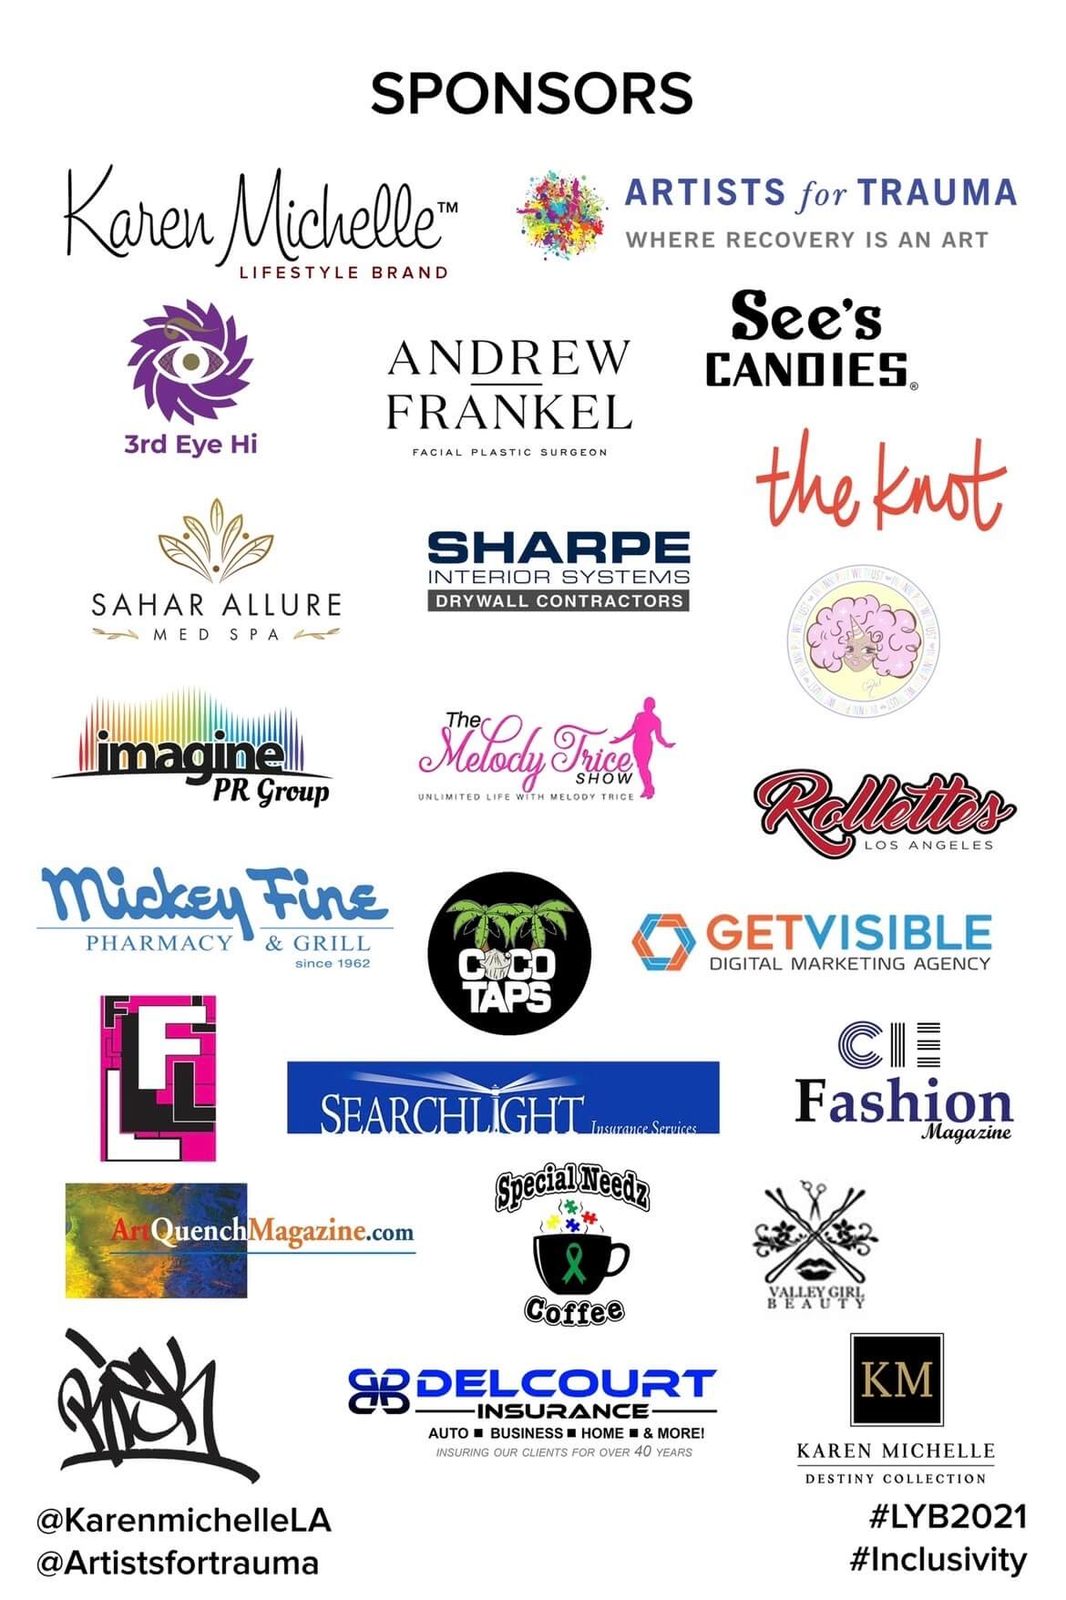 SPONSORS
Karen Michelle™
LIFESTYLE BRAND
ARTISTS for TRAUMA
WHERE RECOVERY IS AN ART
3rd Eye Hi
ANDREW
FRANKEL
FACIAL PLASTIC SURGEON
See's
CANDIES®
the knot
SAHAR ALLURE
MED SPA
SHARPE
INTERIOR SYSTEMS
DRYWALL CONTRACTORS
imagine
PR Group
The
Melody Trice
SHOW
UNLIMITED LIFE WITH MELODY TRICE
Rollettes
LOS ANGELES
Mickey Fine
PHARMACY & GRILL
since 1962
COCO
TAPS
GETVISIBLE
DIGITAL MARKETING AGENCY
F
F
L
L
SEARCHLIGHT Insurance Services
CIE
Fashion
Magazine
ArtQuenchMagazine.com
Special Needz
Coffee
VALLEY GIRL
BEAUTY
RISK
DELCOURT
INSURANCE
AUTO ■ BUSINESS ■ HOME ■ & MORE!
INSURING OUR CLIENTS FOR OVER 40 YEARS
KM
KAREN MICHELLE
DESTINY COLLECTION
@KarenmichelleLA
@Artistsfortrauma
#LYB2021
#Inclusivity